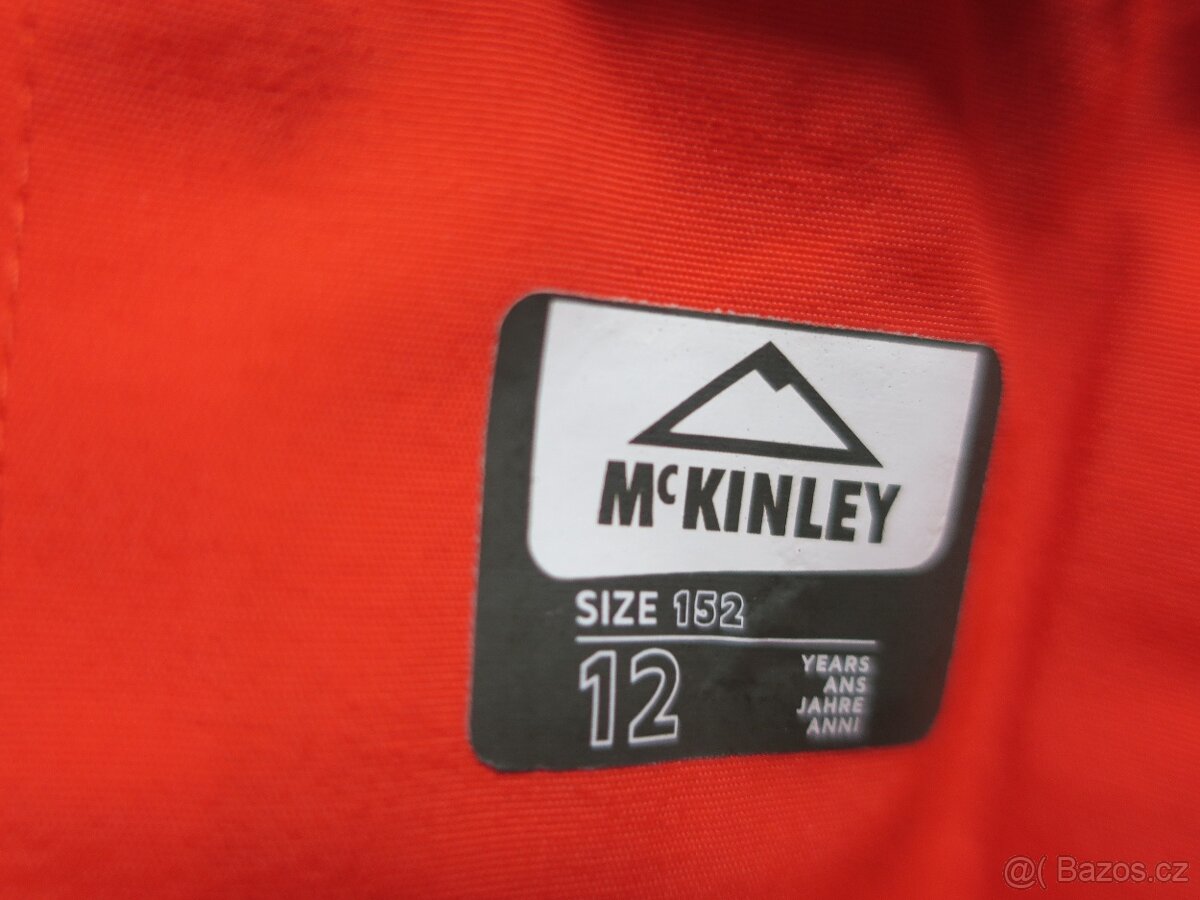 McKINLEY
SIZE 152
12
YEARS
ANS
JAHRE
ANNI
@( Bazos.cz